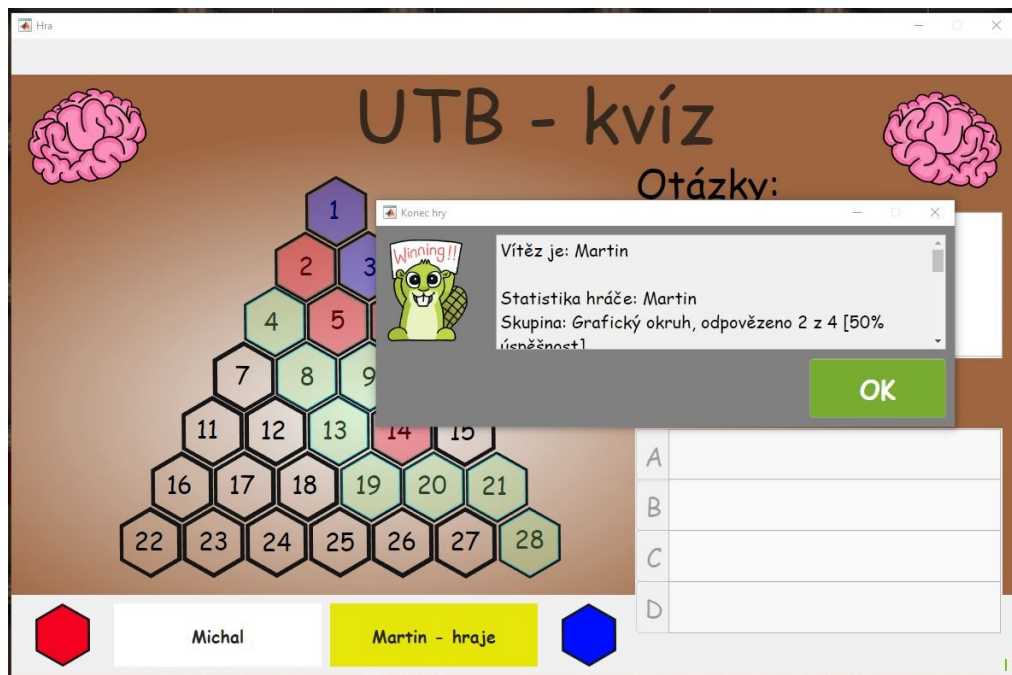 Hra
UTB - kvíz
Otázky:
Konec hry
Winning!!
Vítěz je: Martin
Statistika hráče: Martin
Skupina: Grafický okruh, odpovězeno 2 z 4 [50%
úspěšnost]
OK
1
2 3
4 5
7 8 9
11 12 13 14 15
16 17 18 19 20 21
22 23 24 25 26 27 28
A
B
C
D
Michal
Martin - hraje